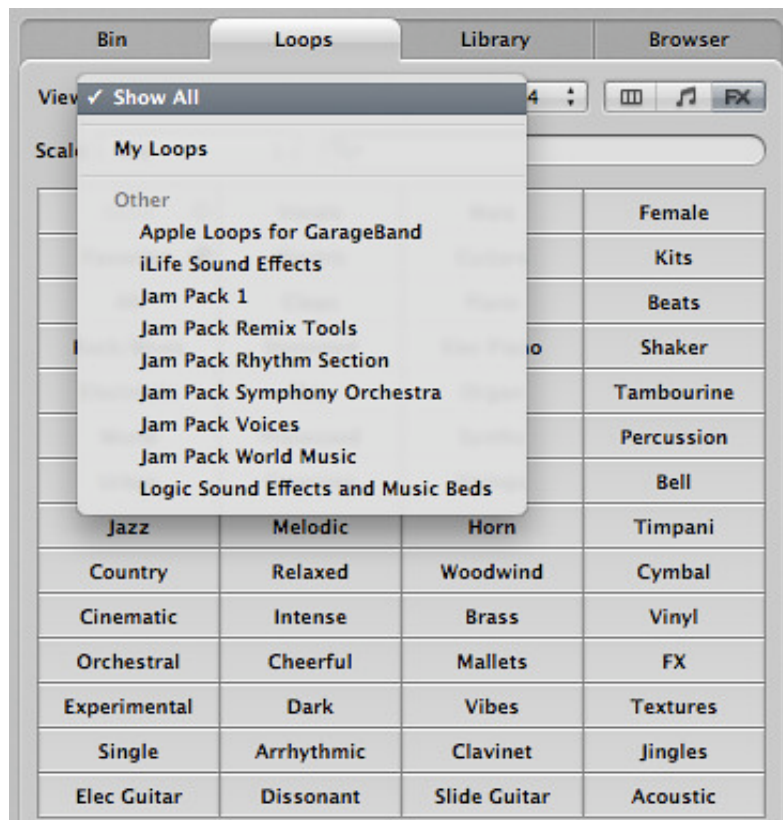 Bin Loops Library Browser
View ✓ Show All 4 FX
Scale My Loops
Other
Female
Apple Loops for GarageBand
iLife Sound Effects Kits
Jam Pack 1 Beats
Jam Pack Remix Tools
Jam Pack Rhythm Section Shaker
Jam Pack Symphony Orchestra Tambourine
Jam Pack Voices Percussion
Jam Pack World Music
Logic Sound Effects and Music Beds Bell
Jazz Melodic Horn Timpani
Country Relaxed Woodwind Cymbal
Cinematic Intense Brass Vinyl
Orchestral Cheerful Mallets FX
Experimental Dark Vibes Textures
Single Arrhythmic Clavinet Jingles
Elec Guitar Dissonant Slide Guitar Acoustic